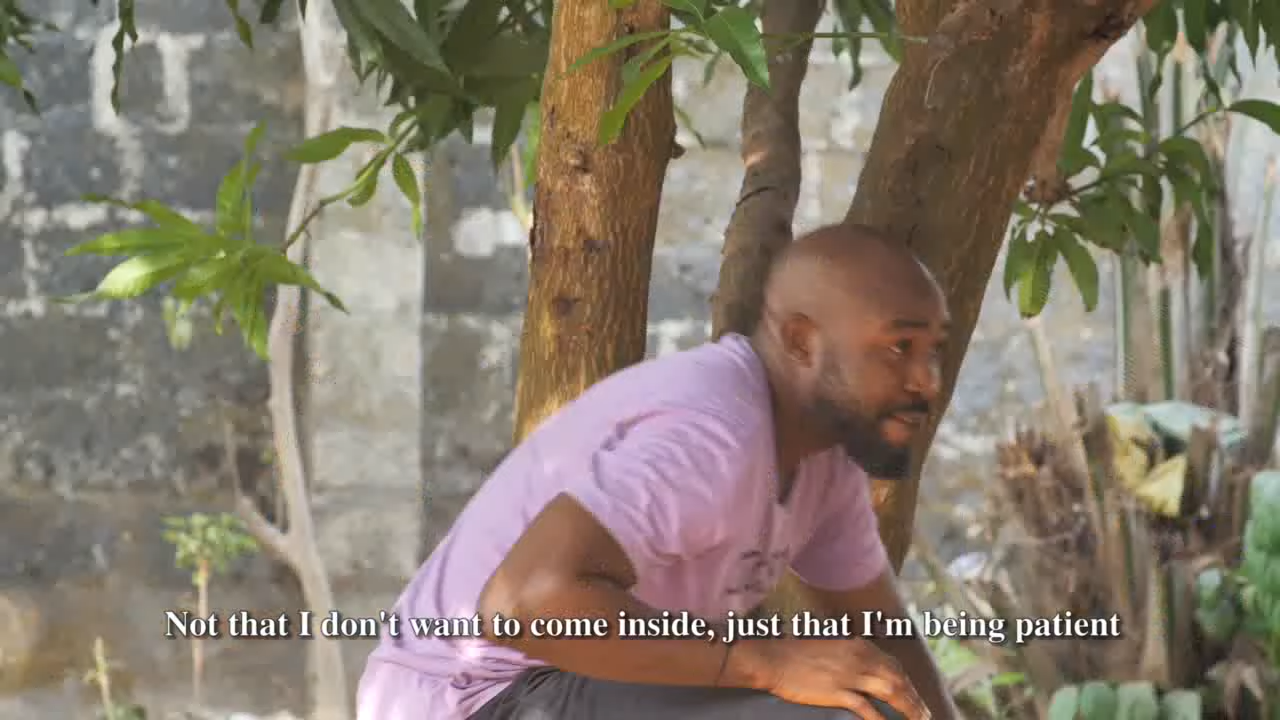 Not that I don't want to come inside, just that I'm being patient